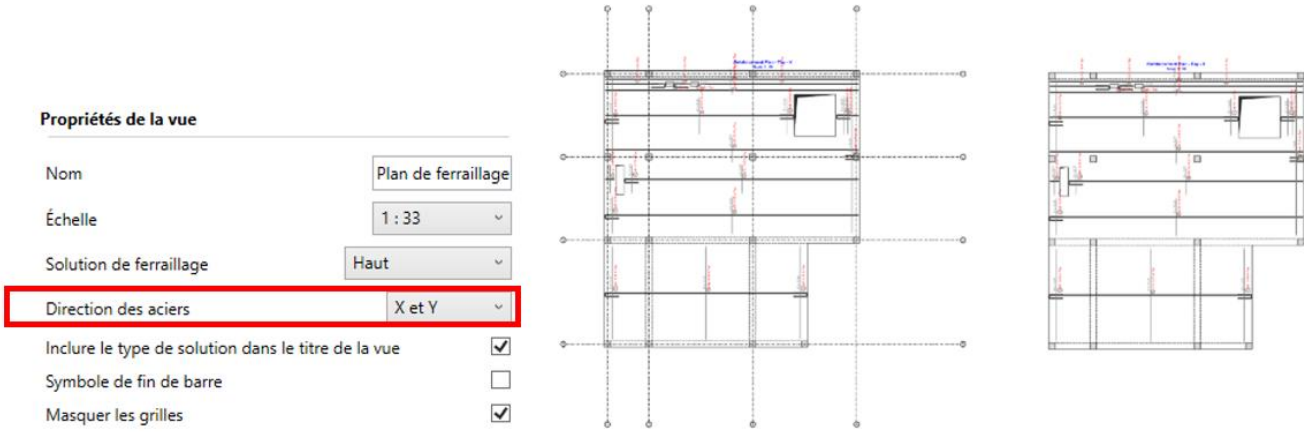 Propriétés de la vue
Nom
Plan de ferraillage
Échelle
1 : 33
Solution de ferraillage
Haut
Direction des aciers
X et Y
Inclure le type de solution dans le titre de la vue
Symbole de fin de barre
Masquer les grilles